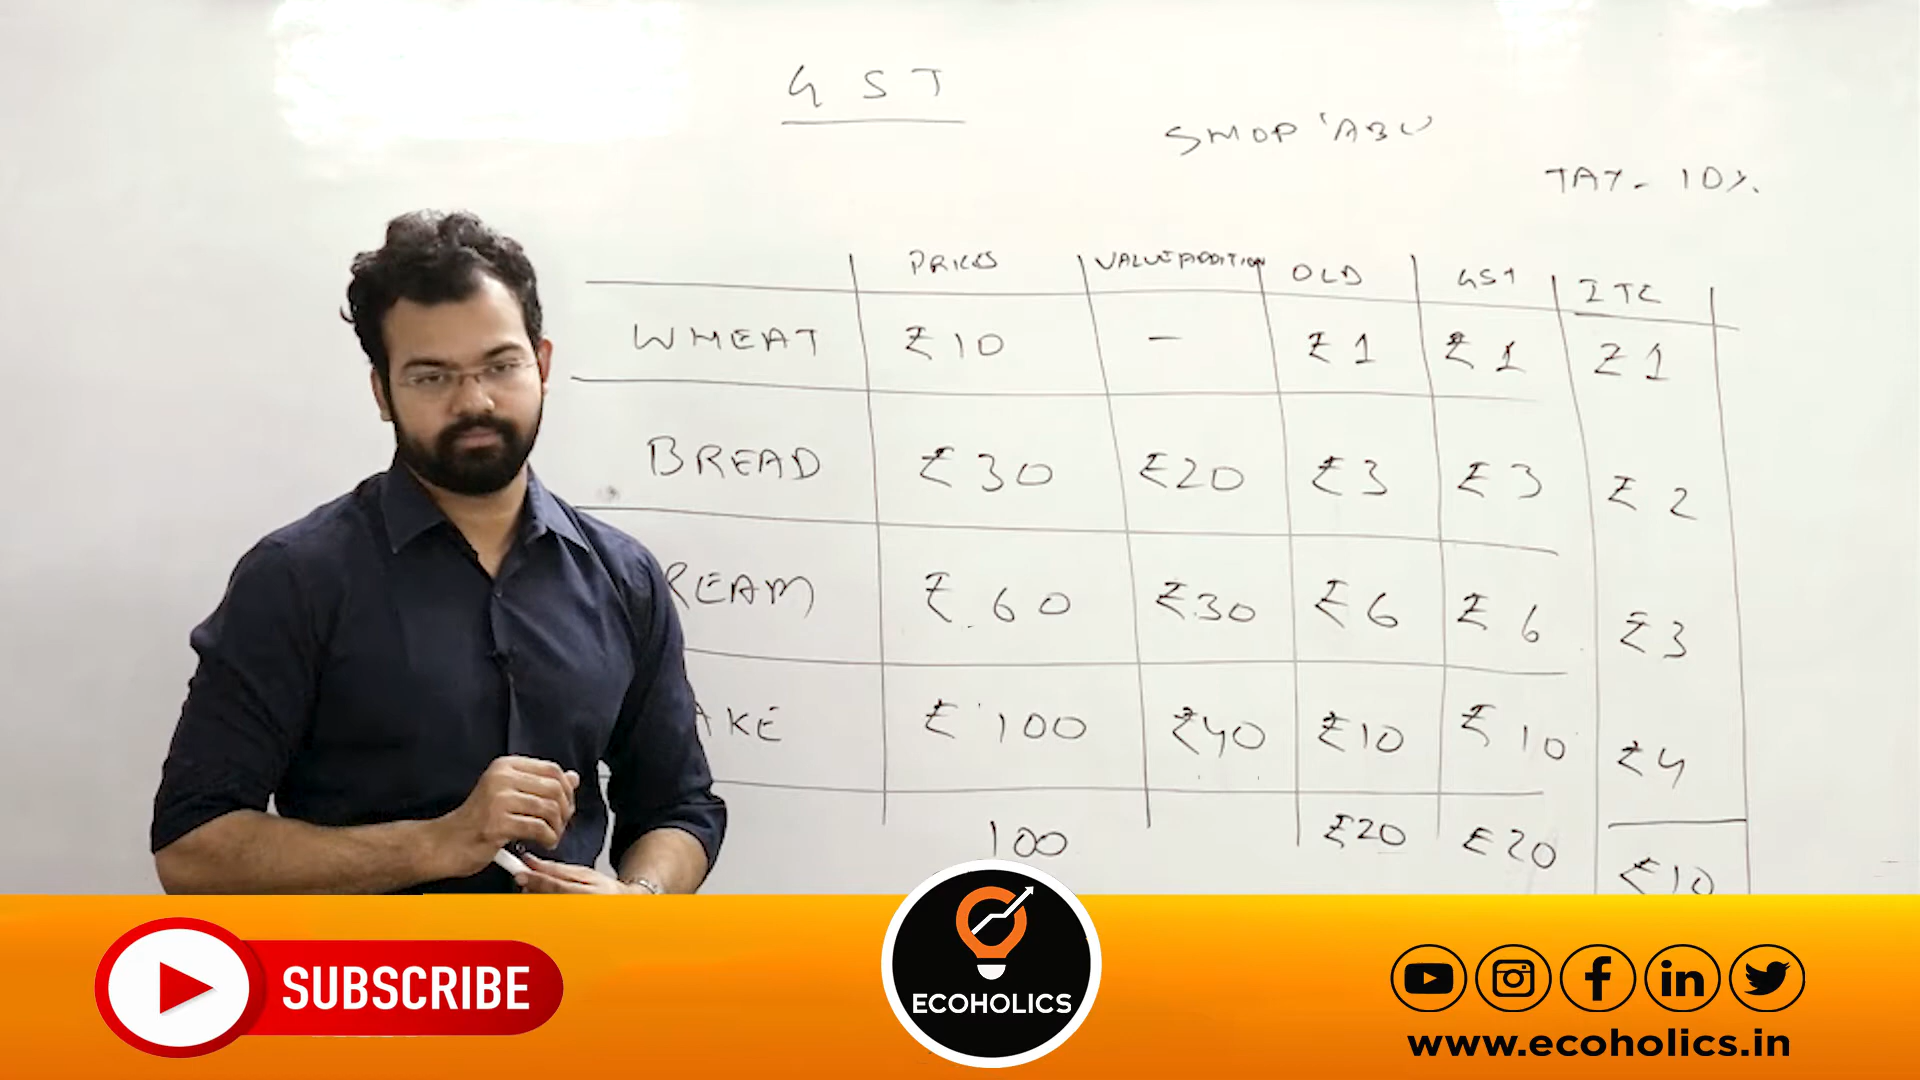 GST
SHOP 'ABC'
TAX - 10%
PRICES VALUE ADDITION OLD GST ITC
WHEAT ₹10 - ₹1 ₹1 ₹1
BREAD ₹30 ₹20 ₹3 ₹3 ₹2
REAM ₹60 ₹30 ₹6 ₹6 ₹3
AKE ₹100 ₹40 ₹10 ₹10 ₹4
100 ₹20 ₹20 ₹10
SUBSCRIBE
ECOHOLICS
www.ecoholics.in